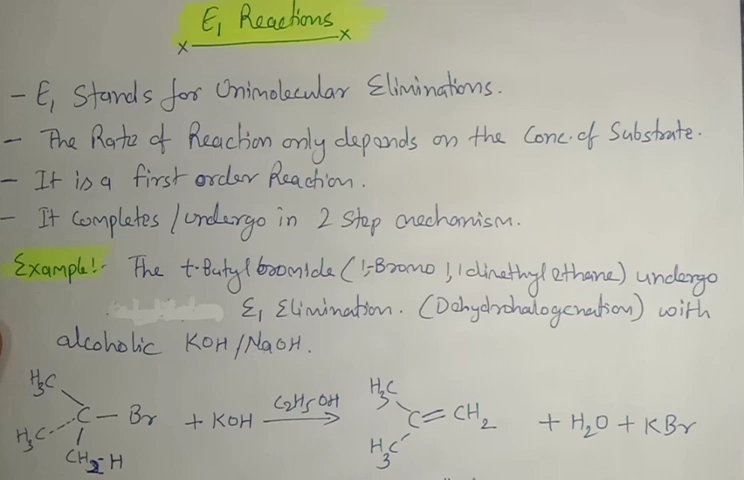 E₁ Reactions
- E₁ Stands for Unimolecular Eliminations.
- The Rate of Reaction only depends on the Conc. of Substrate.
- It is a first order Reaction.
- It Completes / undergo in 2 Step mechanism.
Example:- The t-Butyl bromide (1-Bromo 1,1 dimethyl ethane) undergo
E₁ Elimination. (Dehydrohalogenation) with
alcoholic KOH/NaOH.
H₃C
H₃C C - Br + KOH C₂H₅OH
CH₂-H
H₃C
C = CH₂ + H₂O + KBr
H₃C